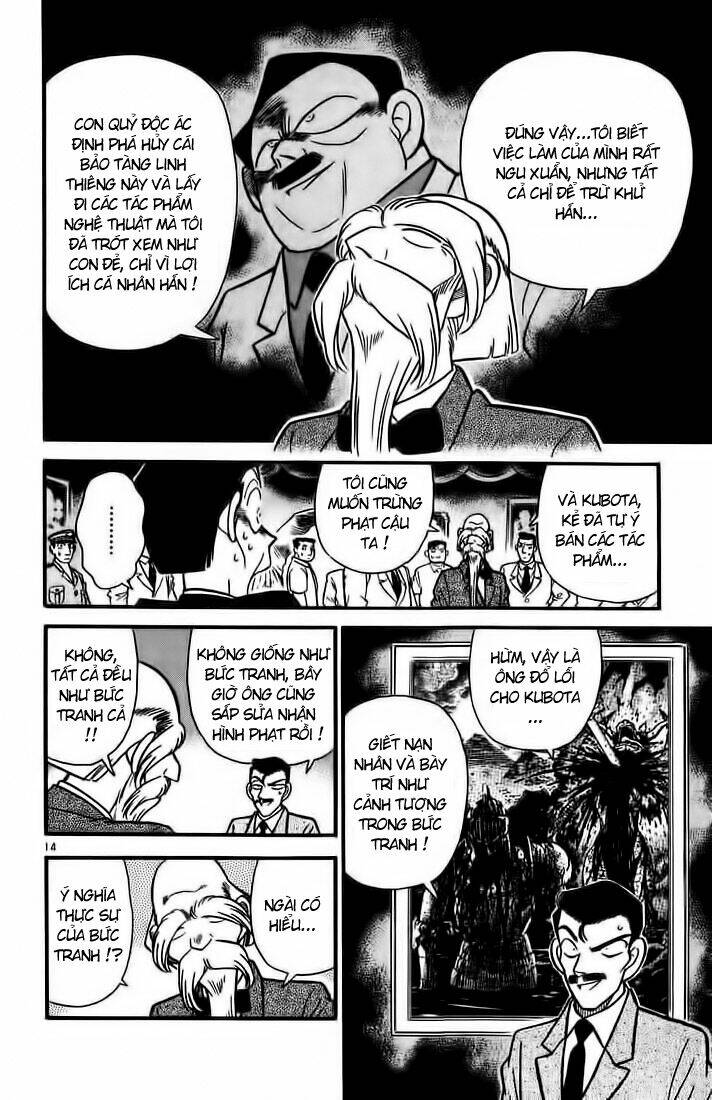 ĐÚNG VẬY...TÔI BIẾT
VIỆC LÀM CỦA MÌNH RẤT
NGU XUẨN, NHƯNG TẤT
CẢ CHỈ ĐỂ TRỪ KHỬ
HẮN...
CON QUỶ ĐỘC ÁC
ĐỊNH PHÁ HỦY CÁI
BẢO TÀNG LINH
THIÊNG NÀY VÀ LẤY
ĐI CÁC TÁC PHẨM
NGHỆ THUẬT MÀ TÔI
ĐÃ TRÓT XEM NHƯ
CON ĐẺ, CHỈ VÌ LỢI
ÍCH CÁ NHÂN HẮN !
VÀ KUBOTA,
KẺ ĐÃ TỰ Ý
BÁN CÁC TÁC
PHẨM...
TÔI CŨNG
MUỐN TRỪNG
PHẠT CẬU
TA !
.........
HỪM, VẬY LÀ
ÔNG ĐỔ LỖI
CHO KUBOTA
...
GIẾT NẠN
NHÂN VÀ BÀY
TRÍ NHƯ
CẢNH TƯỢNG
TRONG BỨC
TRANH !
KHÔNG GIỐNG NHƯ
BỨC TRANH, BÂY
GIỜ ÔNG CŨNG
SẮP SỬA NHẬN
HÌNH PHẠT RỒI !
KHÔNG,
TẤT CẢ ĐỀU
NHƯ BỨC
TRANH CẢ
!!
14
NGÀI CÓ
HIỂU...
Ý NGHĨA
THỰC SỰ
CỦA BỨC
TRANH !?